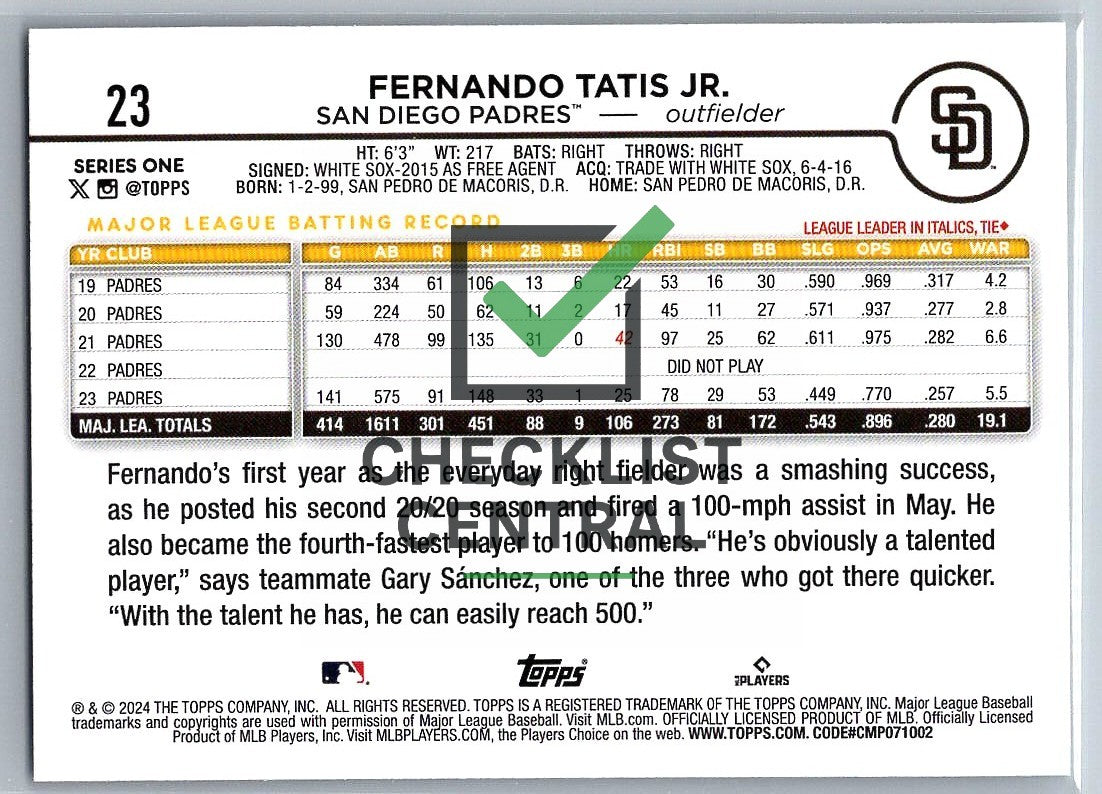 23
FERNANDO TATIS JR.
SAN DIEGO PADRES™ — outfielder
SD
SERIES ONE
@TOPPS
HT: 6'3" WT: 217 BATS: RIGHT THROWS: RIGHT
SIGNED: WHITE SOX-2015 AS FREE AGENT ACQ: TRADE WITH WHITE SOX, 6-4-16
BORN: 1-2-99, SAN PEDRO DE MACORIS, D.R. HOME: SAN PEDRO DE MACORIS, D.R.
MAJOR LEAGUE BATTING RECORD
LEAGUE LEADER IN ITALICS, TIE♦
YR CLUB G AB R H 2B 3B HR RBI SB BB SLG OPS AVG WAR
19 PADRES 84 334 61 106 13 6 22 53 16 30 .590 .969 .317 4.2
20 PADRES 59 224 50 62 11 2 17 45 11 27 .571 .937 .277 2.8
21 PADRES 130 478 99 135 31 0 42 97 25 62 .611 .975 .282 6.6
22 PADRES DID NOT PLAY
23 PADRES 141 575 91 148 33 1 25 78 29 53 .449 .770 .257 5.5
MAJ. LEA. TOTALS 414 1611 301 451 88 9 106 273 81 172 .543 .896 .280 19.1
CHECKLIST
CENTRAL
Fernando's first year as the everyday right fielder was a smashing success,
as he posted his second 20/20 season and fired a 100-mph assist in May. He
also became the fourth-fastest player to 100 homers. "He's obviously a talented
player," says teammate Gary Sánchez, one of the three who got there quicker.
"With the talent he has, he can easily reach 500."
topps®
MLB PLAYERS
® & © 2024 THE TOPPS COMPANY, INC. ALL RIGHTS RESERVED. TOPPS IS A REGISTERED TRADEMARK OF THE TOPPS COMPANY, INC. Major League Baseball
trademarks and copyrights are used with permission of Major League Baseball. Visit MLB.com. OFFICIALLY LICENSED PRODUCT OF MLB. Officially Licensed
Product of MLB Players, Inc. Visit MLBPLAYERS.COM, the Players Choice on the web. WWW.TOPPS.COM. CODE#CMP071002